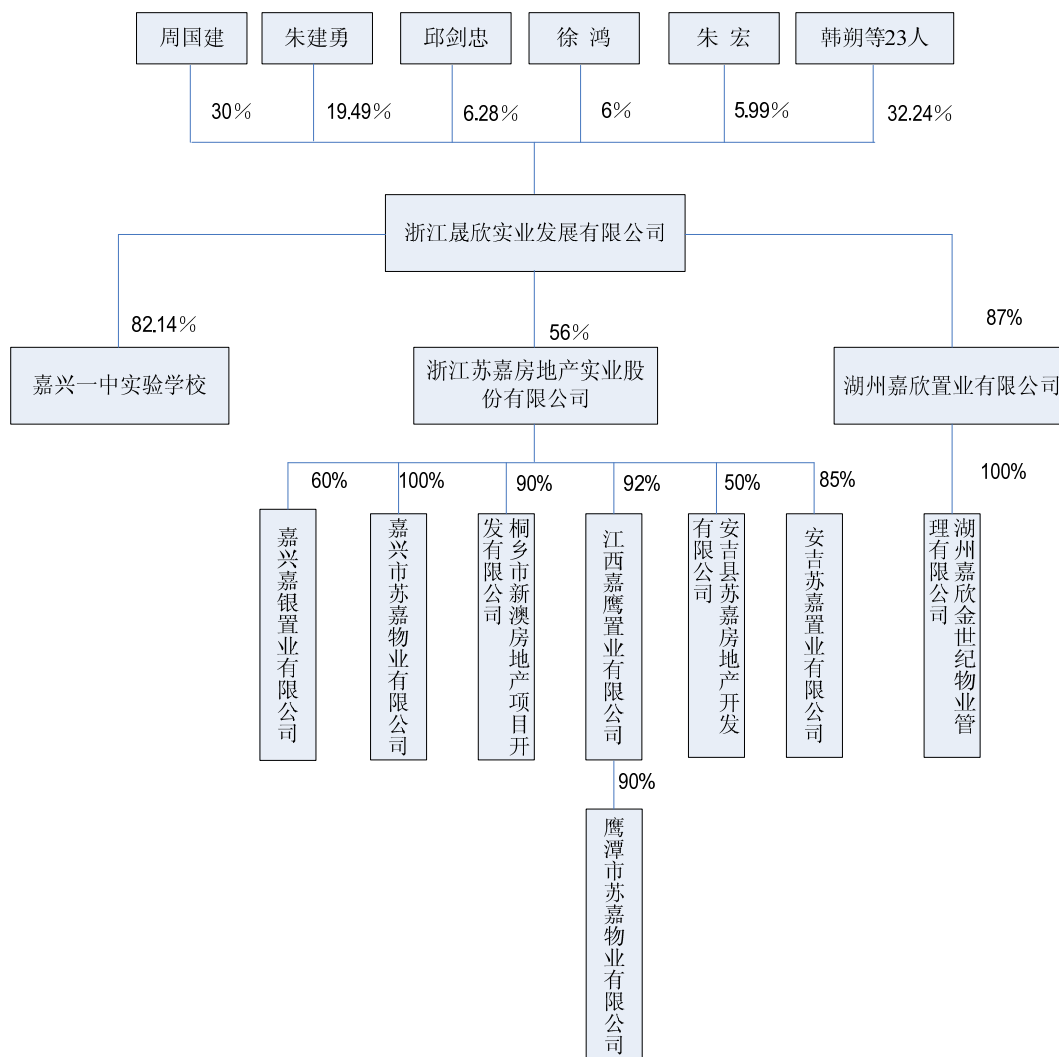 周国建
朱建勇
邱剑忠
徐 鸿
朱 宏
韩朔等23人
30%
19.49%
6.28%
6%
5.99%
32.24%
浙江晟欣实业发展有限公司
82.14%
56%
87%
嘉兴一中实验学校
浙江苏嘉房地产实业股
份有限公司
湖州嘉欣置业有限公司
60%
100%
90%
92%
50%
85%
100%
嘉兴嘉银置业有限公司
嘉兴市苏嘉物业有限公司
桐乡市新澳房地产项目开
发有限公司
江西嘉鹰置业有限公司
安吉县苏嘉房地产开发
有限公司
安吉苏嘉置业有限公司
湖州嘉欣金世纪物业管
理有限公司
90%
鹰潭市苏嘉物业有限公司